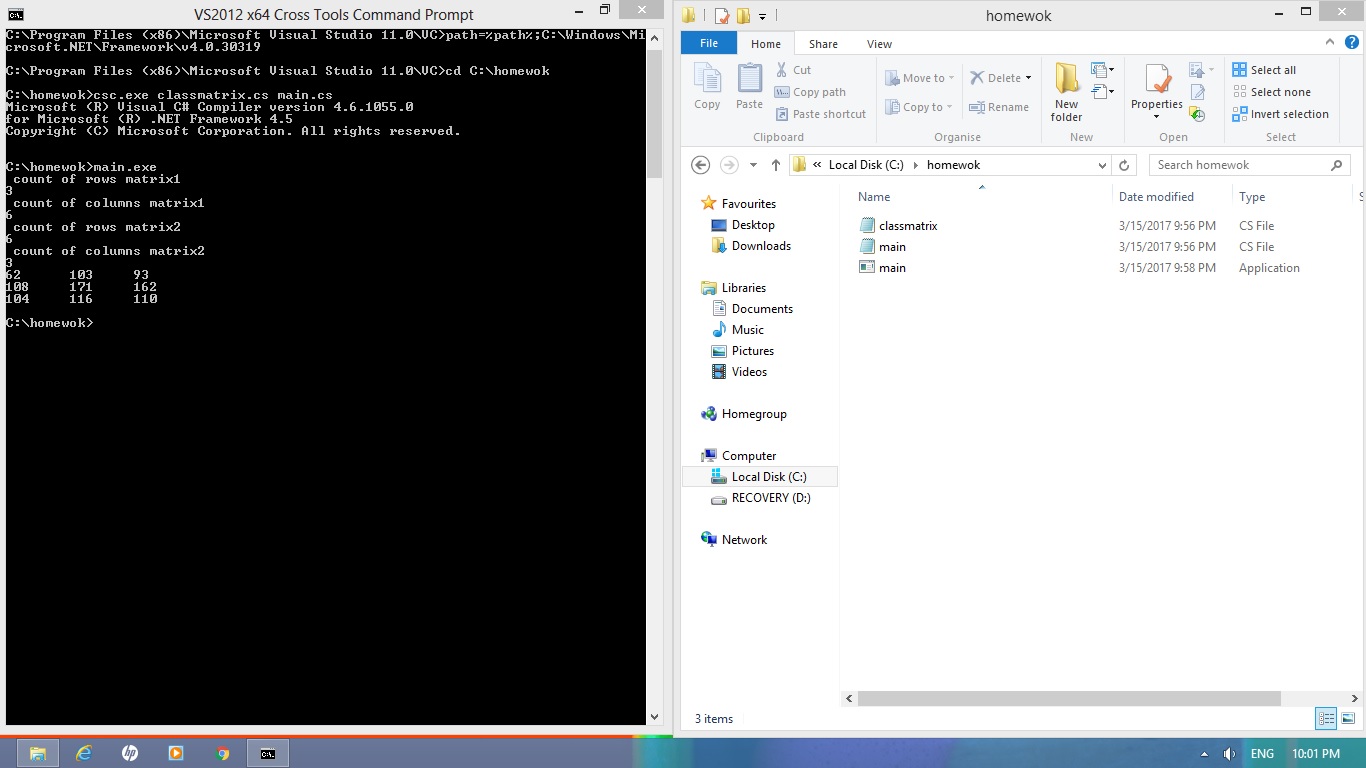 VS2012 x64 Cross Tools Command Prompt
C:\Program Files (x86)\Microsoft Visual Studio 11.0\VC>path=%path%;C:\Windows\Mi
crosoft.NET\Framework\v4.0.30319
C:\Program Files (x86)\Microsoft Visual Studio 11.0\VC>cd C:\homewok
C:\homewok>csc.exe classmatrix.cs main.cs
Microsoft (R) Visual C# Compiler version 4.6.1055.0
for Microsoft (R) .NET Framework 4.5
Copyright (C) Microsoft Corporation. All rights reserved.
C:\homewok>main.exe
count of rows matrix1
3
count of columns matrix1
6
count of rows matrix2
6
count of columns matrix2
3
62 103 93
108 171 162
104 116 110
C:\homewok>
homewok
File Home Share View
Copy
Paste
Cut
Copy path
Paste shortcut
Clipboard
Move to
Copy to
Delete
Rename
Organise
New
folder
New
Properties
Open
Select all
Select none
Invert selection
Select
« Local Disk (C:) homewok
Search homewok
Name Date modified Type S
classmatrix 3/15/2017 9:56 PM CS File
main 3/15/2017 9:56 PM CS File
main 3/15/2017 9:58 PM Application
Favourites
Desktop
Downloads
Libraries
Documents
Music
Pictures
Videos
Homegroup
Computer
Local Disk (C:)
RECOVERY (D:)
Network
3 items
hp
C:\.
ENG 10:01 PM